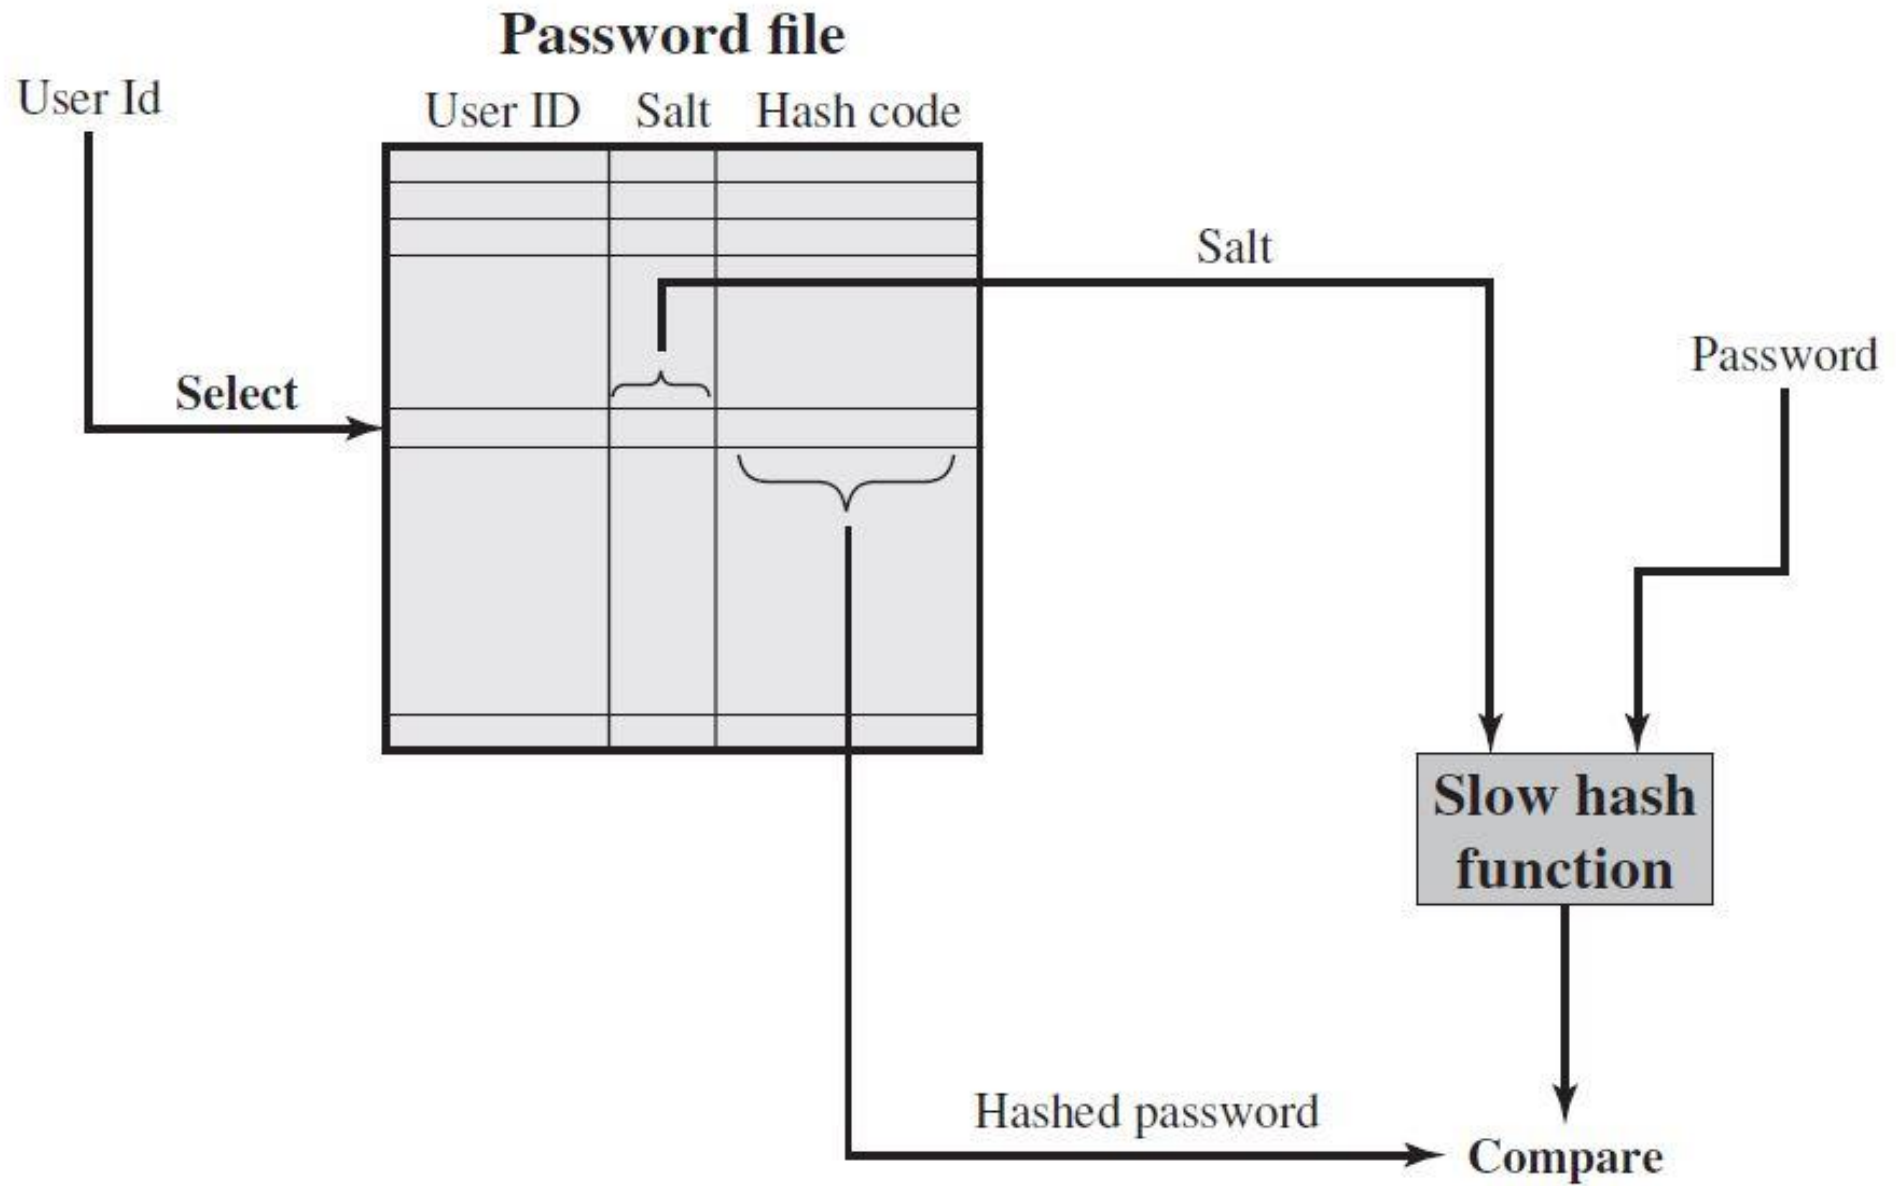 Password file
User Id
User ID Salt Hash code
Salt
Password
Select
Slow hash
function
Hashed password
Compare